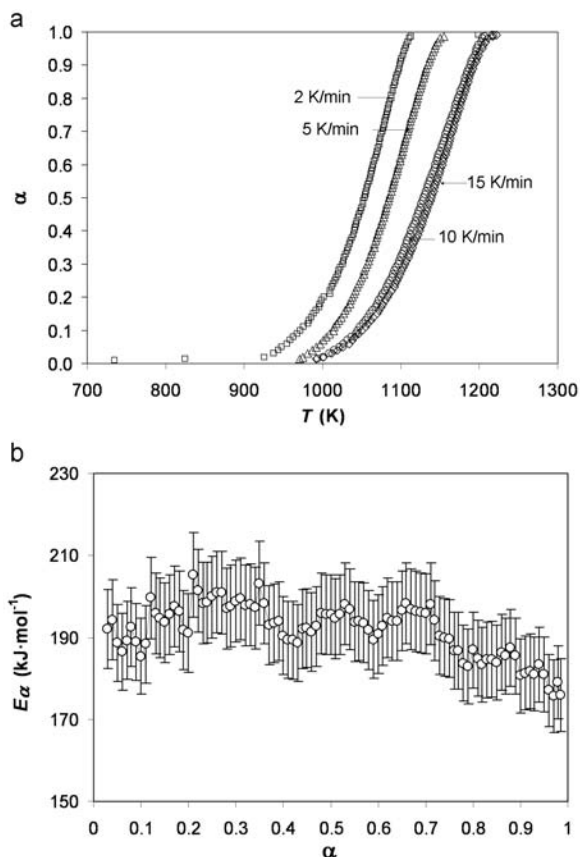 a
1.0
0.9
0.8
0.7
0.6
0.5
0.4
0.3
0.2
0.1
0.0
α
2 K/min
5 K/min
15 K/min
10 K/min
700 800 900 1000 1100 1200 1300
T (K)
b
230
210
190
170
150
Eα (kJ·mol⁻¹)
0 0.1 0.2 0.3 0.4 0.5 0.6 0.7 0.8 0.9 1
α